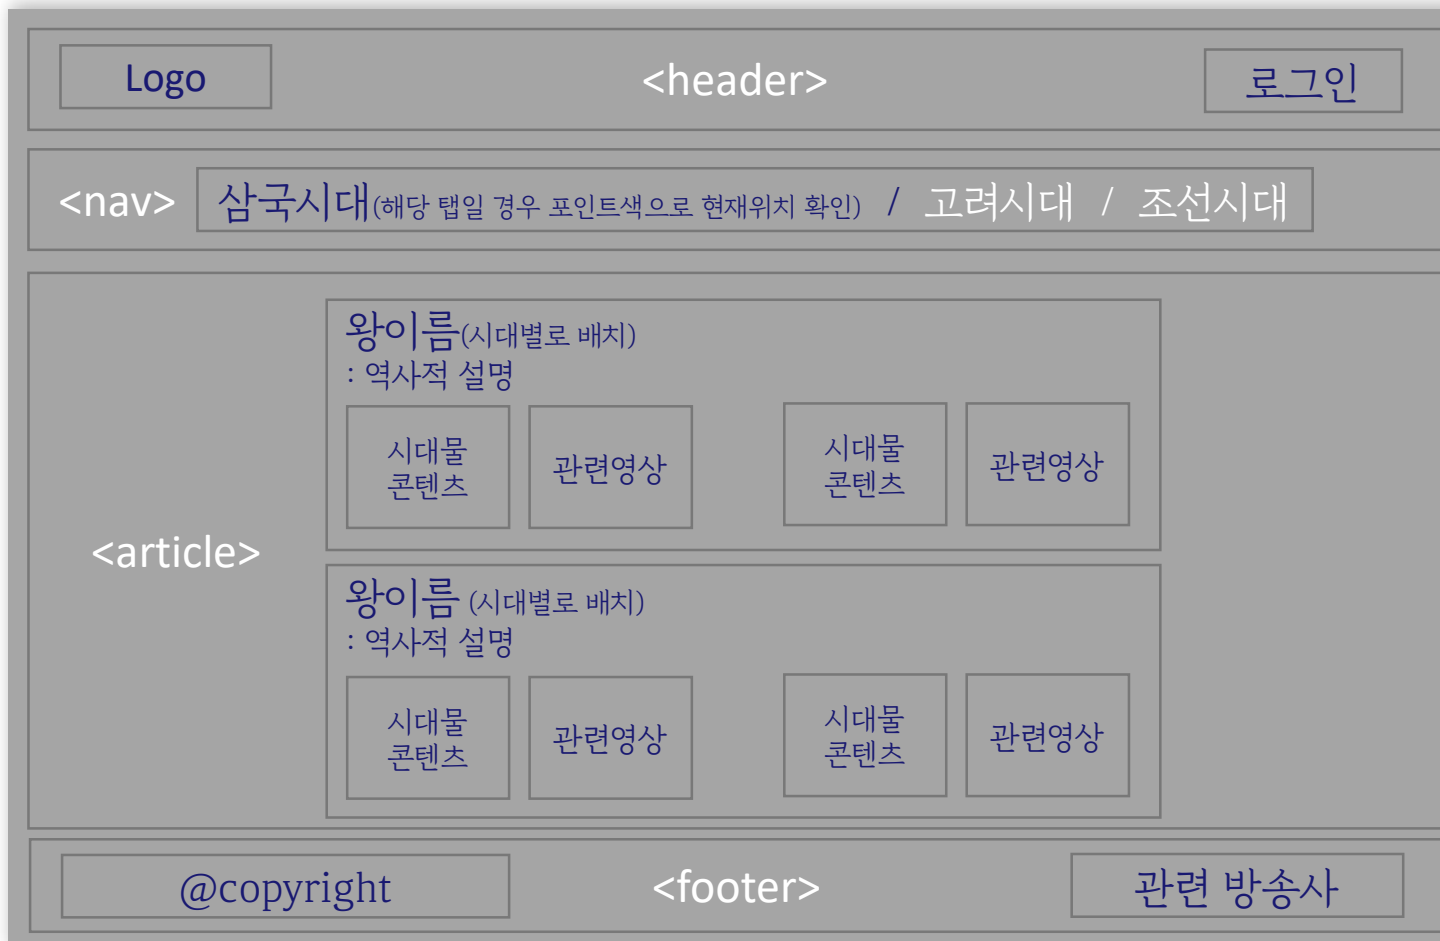 Logo
<header>
로그인
<nav>
삼국시대(해당 탭일 경우 포인트색으로 현재위치 확인) / 고려시대 / 조선시대
<article>
왕이름(시대별로 배치)
: 역사적 설명
시대물
콘텐츠
관련영상
시대물
콘텐츠
관련영상
왕이름 (시대별로 배치)
: 역사적 설명
시대물
콘텐츠
관련영상
시대물
콘텐츠
관련영상
@copyright
<footer>
관련 방송사